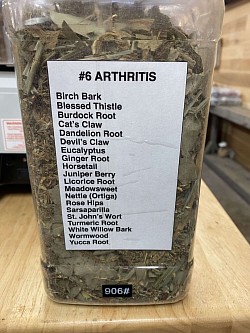 #6 ARTHRITIS
Birch Bark
Blessed Thistle
Burdock Root
Cat's Claw
Dandelion Root
Devil's Claw
Eucalyptus
Ginger Root
Horsetail
Juniper Berry
Licorice Root
Meadowsweet
Nettle (Ortiga)
Rose Hips
Sarsaparilla
St. John's Wort
Turmeric Root
White Willow Bark
Wormwood
Yucca Root
906#